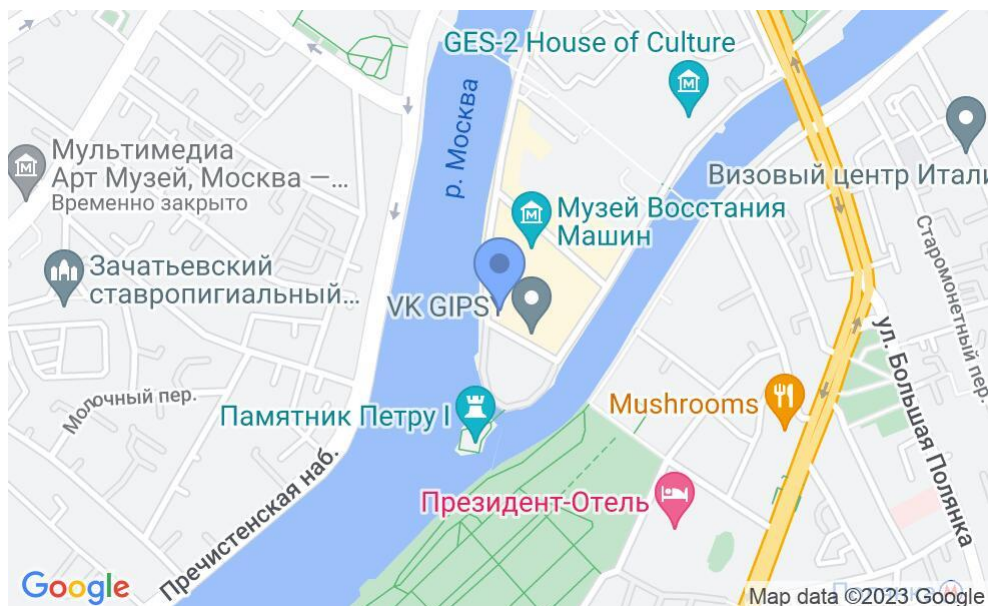 GES-2 House of Culture
р. Москва
Мультимедиа
Арт Музей, Москва —...
Временно закрыто
Визовый центр Итали
Музей Восстания
Машин
Зачатьевский
ставропигиальный...
VK GIPSY
Старомонетный пер.
ул. Большая Полянка
Молочный пер.
Памятник Петру I
Mushrooms
Президент-Отель
Пречистенская наб.
Google
Map data ©2023 Google